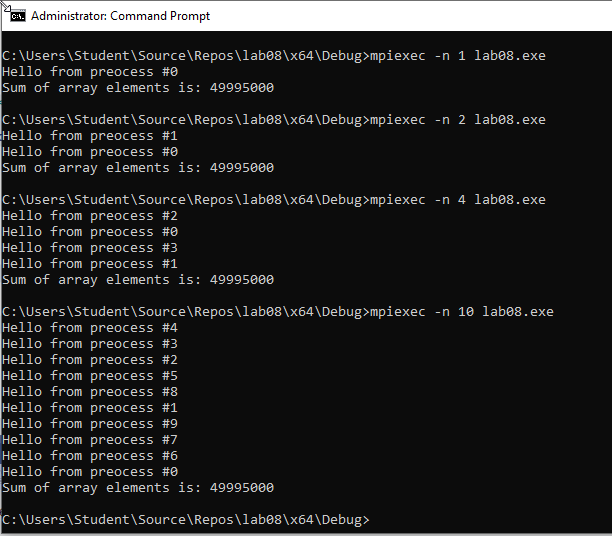 Administrator: Command Prompt
C:\Users\Student\Source\Repos\lab08\x64\Debug>mpiexec -n 1 lab08.exe
Hello from preocess #0
Sum of array elements is: 49995000
C:\Users\Student\Source\Repos\lab08\x64\Debug>mpiexec -n 2 lab08.exe
Hello from preocess #1
Hello from preocess #0
Sum of array elements is: 49995000
C:\Users\Student\Source\Repos\lab08\x64\Debug>mpiexec -n 4 lab08.exe
Hello from preocess #2
Hello from preocess #0
Hello from preocess #3
Hello from preocess #1
Sum of array elements is: 49995000
C:\Users\Student\Source\Repos\lab08\x64\Debug>mpiexec -n 10 lab08.exe
Hello from preocess #4
Hello from preocess #3
Hello from preocess #2
Hello from preocess #5
Hello from preocess #8
Hello from preocess #1
Hello from preocess #9
Hello from preocess #7
Hello from preocess #6
Hello from preocess #0
Sum of array elements is: 49995000
C:\Users\Student\Source\Repos\lab08\x64\Debug>